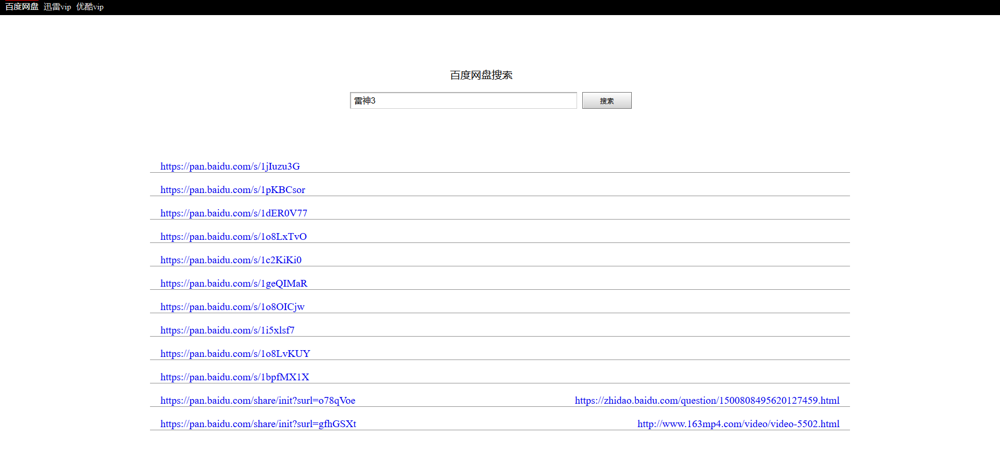 百度网盘 迅雷vip 优酷vip
百度网盘搜索
雷神3 搜索
https://pan.baidu.com/s/1jIuzu3G
https://pan.baidu.com/s/1pKBCsor
https://pan.baidu.com/s/1dER0V77
https://pan.baidu.com/s/1o8LxTvO
https://pan.baidu.com/s/1c2KiKi0
https://pan.baidu.com/s/1geQIMaR
https://pan.baidu.com/s/1o8OICjw
https://pan.baidu.com/s/1i5xlsf7
https://pan.baidu.com/s/1o8LvKUY
https://pan.baidu.com/s/1bpfMX1X
https://pan.baidu.com/share/init?surl=o78qVoe https://zhidao.baidu.com/question/1500808495620127459.html
https://pan.baidu.com/share/init?surl=gfhGSXt http://www.163mp4.com/video/video-5502.html